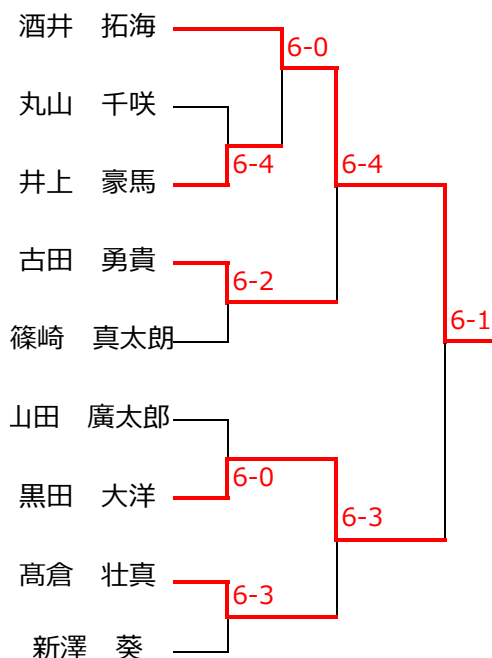 酒井　拓海
6-0
丸山　千咲
6-4
6-4
井上　豪馬
古田　勇貴
6-2
6-1
篠崎　真太朗
山田　廣太郎
6-0
黒田　大洋
6-3
髙倉　壮真
6-3
新澤　葵